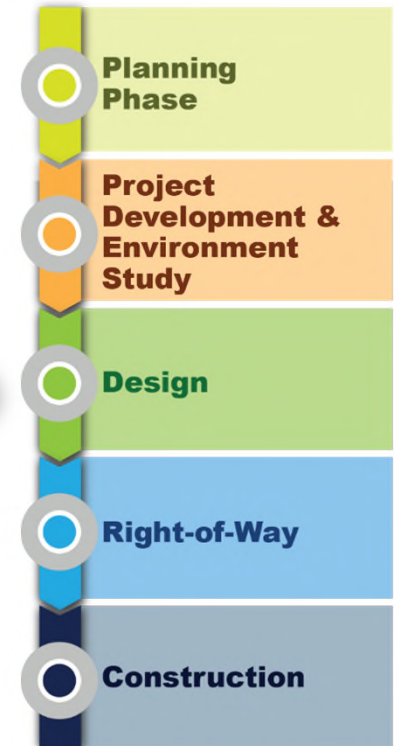 Planning
Phase
Project
Development &
Environment
Study
Design
Right-of-Way
Construction